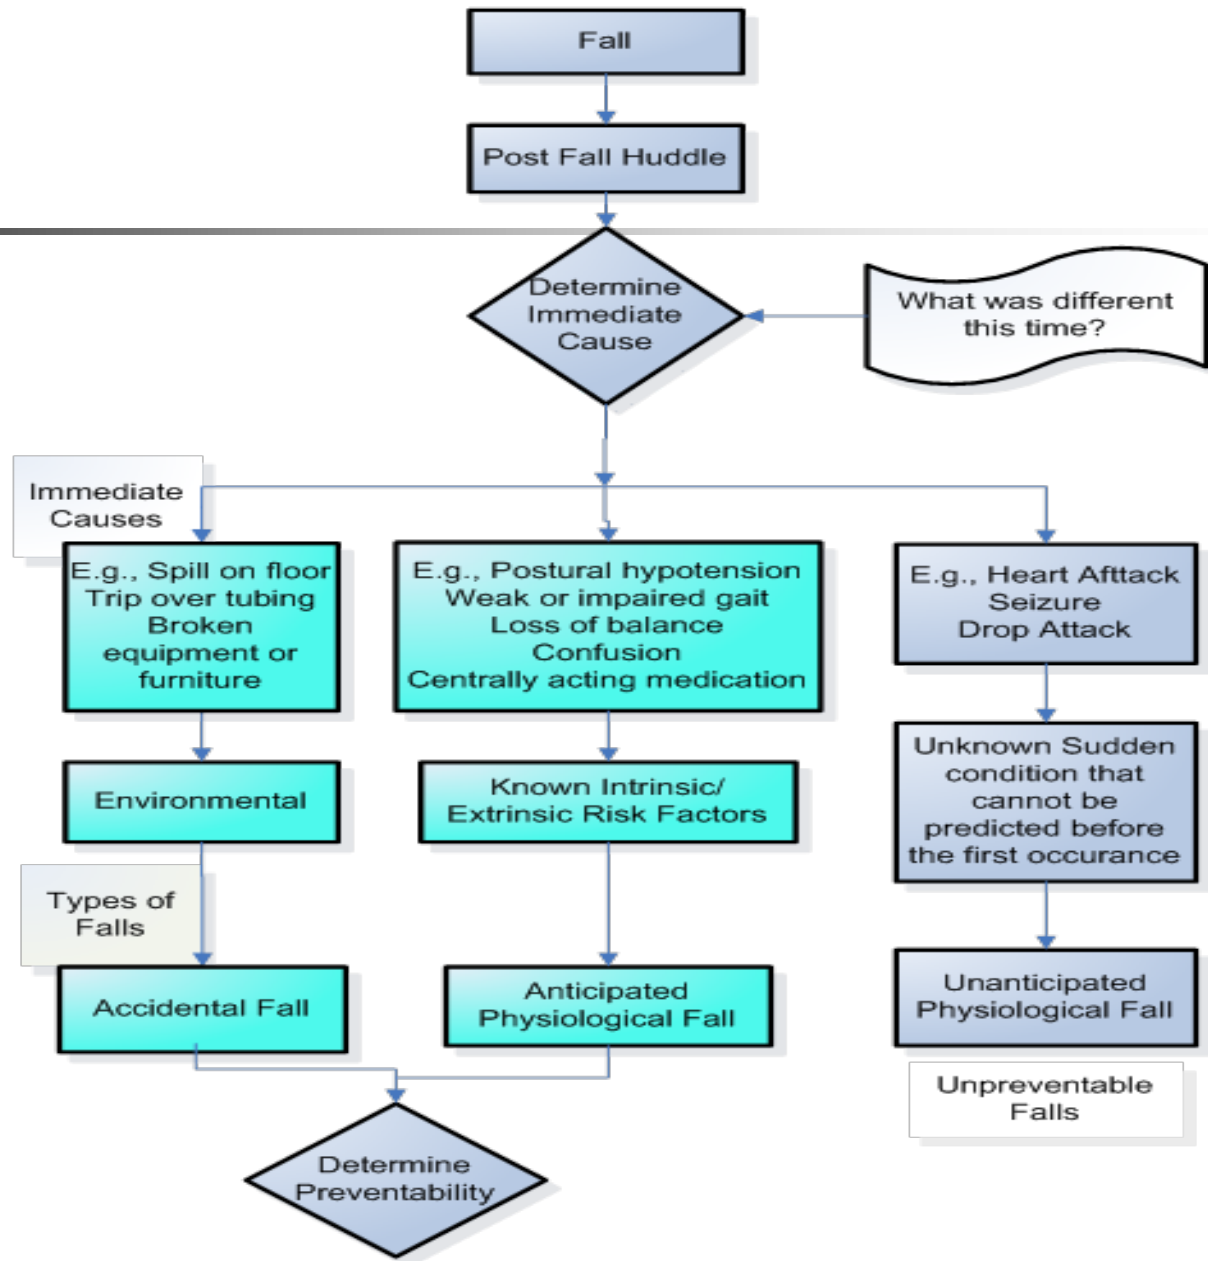 Fall
Post Fall Huddle
Determine
Immediate
Cause
What was different
this time?
Immediate
Causes
E.g., Spill on floor
Trip over tubing
Broken
equipment or
furniture
E.g., Postural hypotension
Weak or impaired gait
Loss of balance
Confusion
Centrally acting medication
E.g., Heart Afttack
Seizure
Drop Attack
Environmental
Known Intrinsic/
Extrinsic Risk Factors
Unknown Sudden
condition that
cannot be
predicted before
the first occurance
Types of
Falls
Accidental Fall
Anticipated
Physiological Fall
Unanticipated
Physiological Fall
Unpreventable
Falls
Determine
Preventability